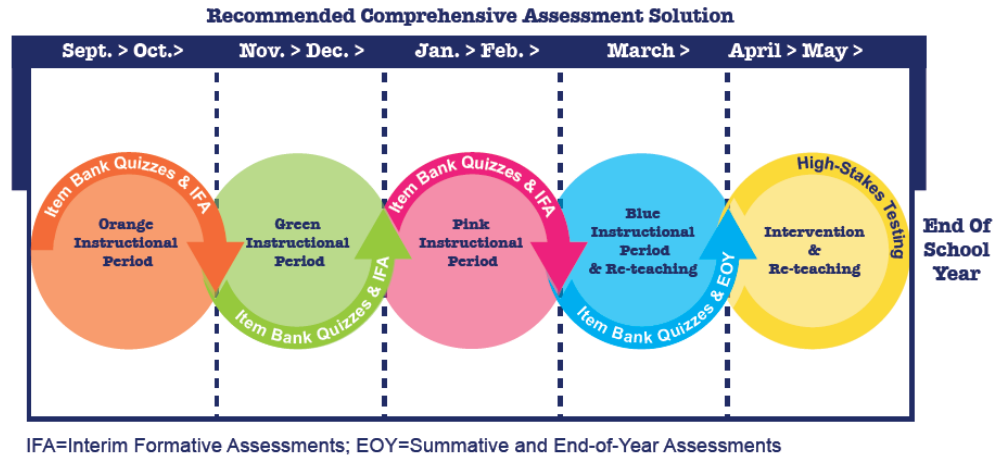 Recommended Comprehensive Assessment Solution
Sept. > Oct.>
Nov. > Dec. >
Jan. > Feb. >
March >
April > May >
Item Bank Quizzes & IFA
Orange
Instructional
Period
Green
Instructional
Period
Item Bank Quizzes & IFA
Item Bank Quizzes & IFA
Pink
Instructional
Period
Blue
Instructional
Period
& Re-teaching
Item Bank Quizzes & EOY
High-Stakes Testing
Intervention
&
Re-teaching
End Of
School
Year
IFA=Interim Formative Assessments; EOY=Summative and End-of-Year Assessments